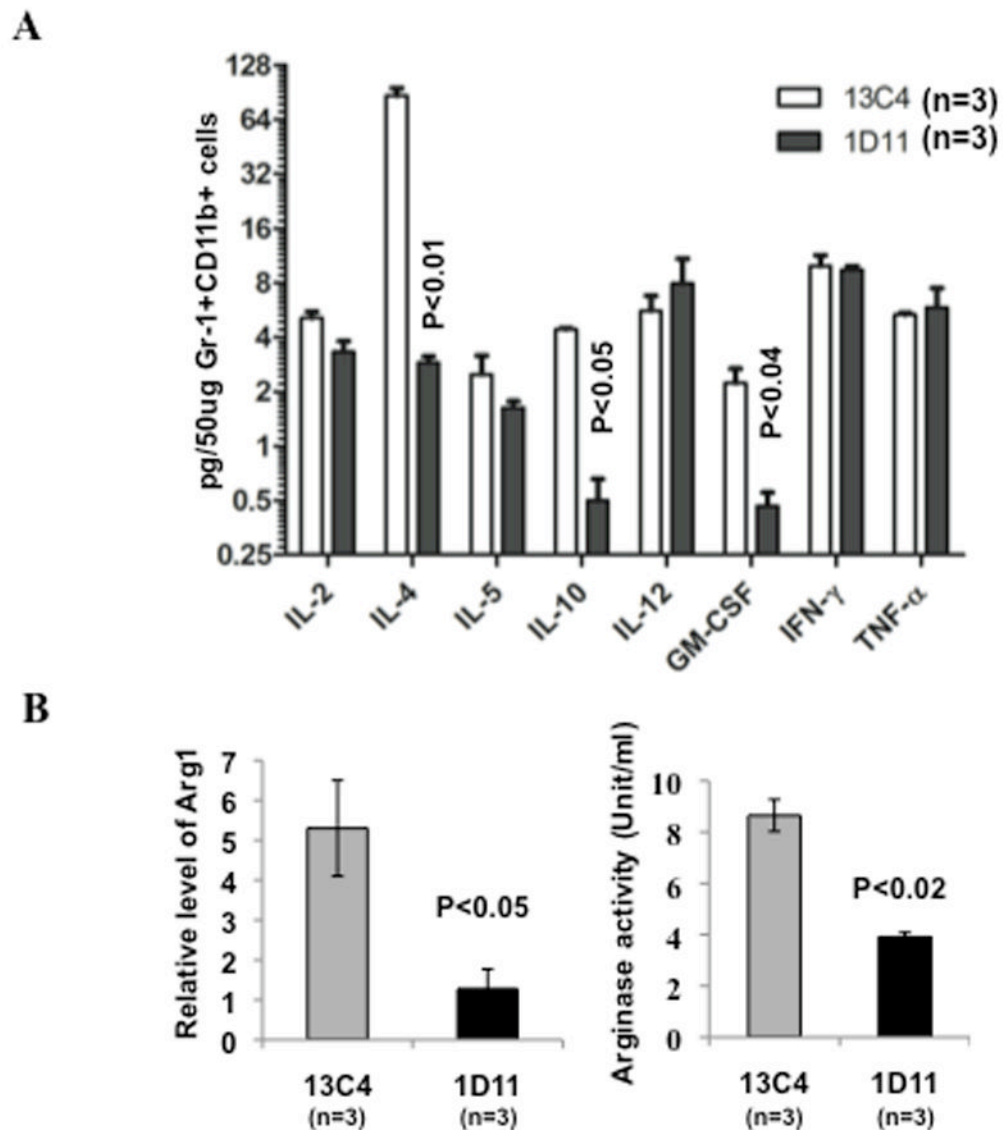 A
pg/50ug Gr-1+CD11b+ cells
128
64
32
16
8
4
2
1
0.5
0.25
13C4 (n=3)
1D11 (n=3)
P<0.01
P<0.05
P<0.04
IL-2
IL-4
IL-5
IL-10
IL-12
GM-CSF
IFN-γ
TNF-α
B
Relative level of Arg1
7
6
5
4
3
2
1
0
P<0.05
13C4
(n=3)
1D11
(n=3)
Arginase activity (Unit/ml)
10
8
6
4
2
0
P<0.02
13C4
(n=3)
1D11
(n=3)